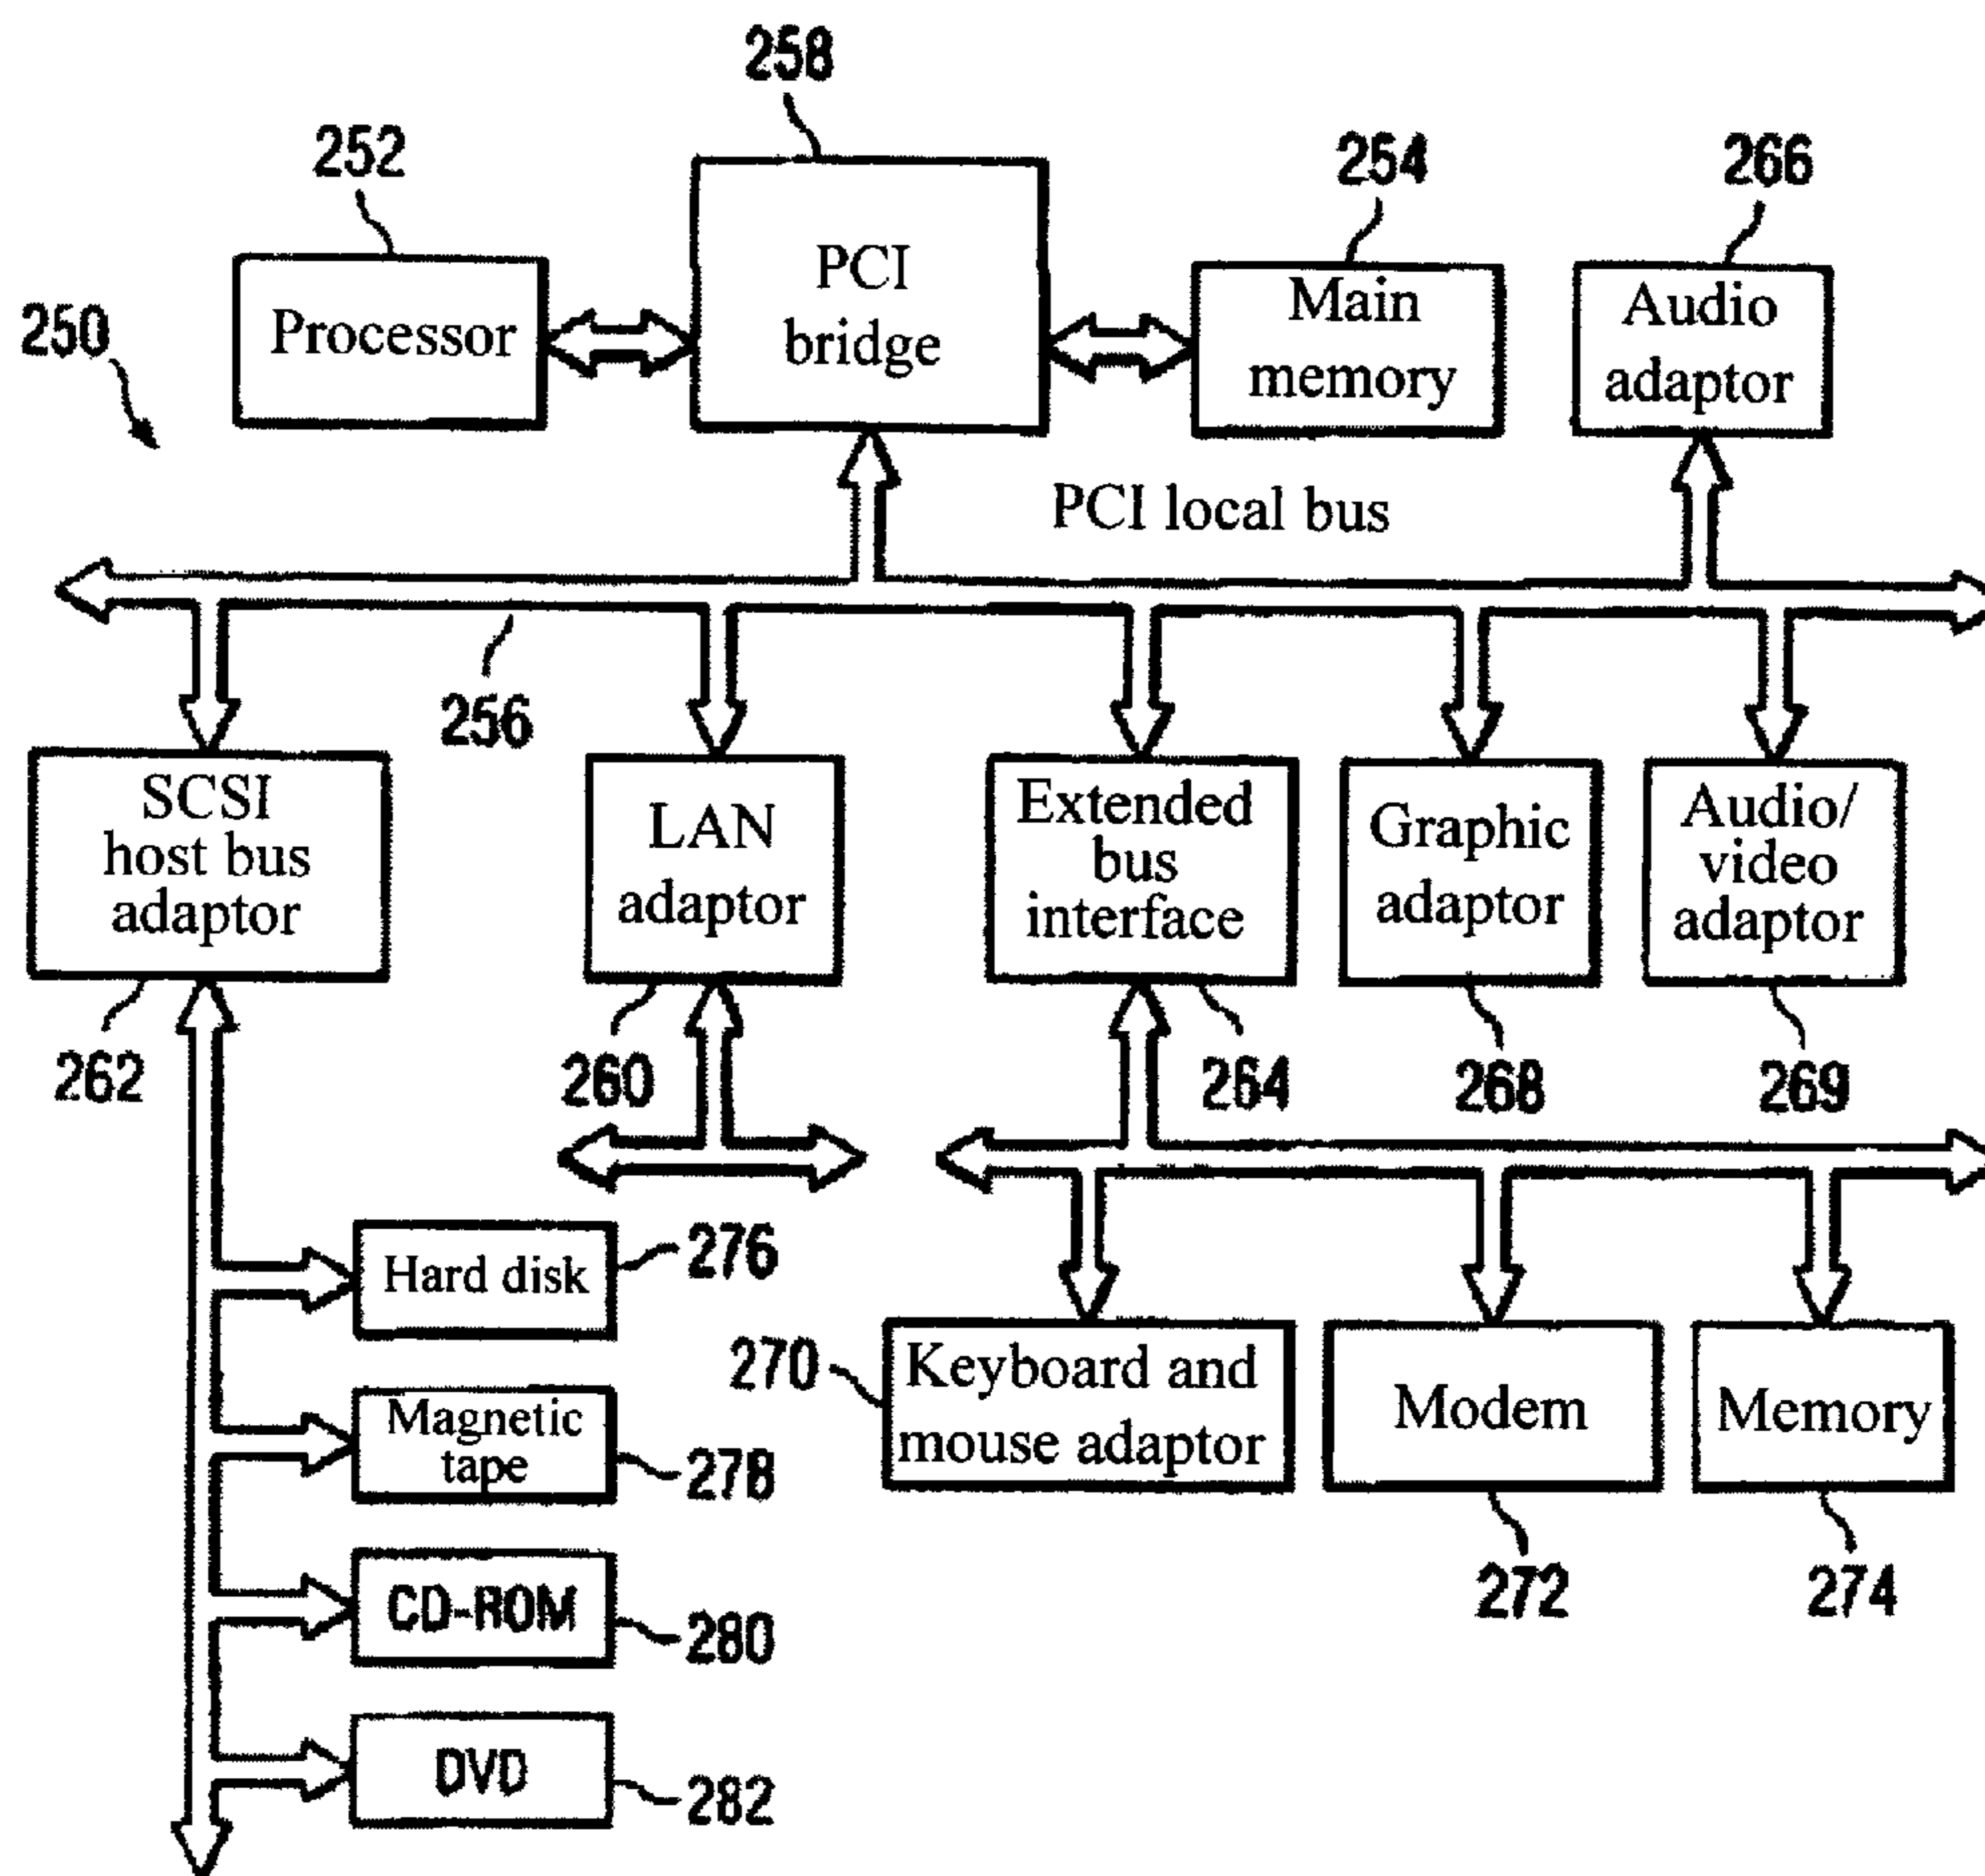 258
252
254
266
250
Processor
PCI
bridge
Main
memory
Audio
adaptor
PCI local bus
256
SCSI
host bus
adaptor
LAN
adaptor
Extended
bus
interface
Graphic
adaptor
Audio/
video
adaptor
262
260
264
268
269
Hard disk
276
Magnetic
tape
278
CD-ROM
280
DVD
282
270
Keyboard and
mouse adaptor
Modem
Memory
272
274